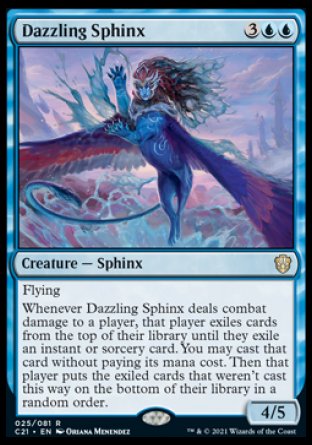 Dazzling Sphinx 3
Creature — Sphinx
Flying
Whenever Dazzling Sphinx deals combat
damage to a player, that player exiles cards
from the top of their library until they exile
an instant or sorcery card. You may cast that
card without paying its mana cost. Then that
player puts the exiled cards that weren't cast
this way on the bottom of their library in a
random order.
4/5
025/081 R
C21 • EN Oriana Menendez
™ & © 2021 Wizards of the Coast